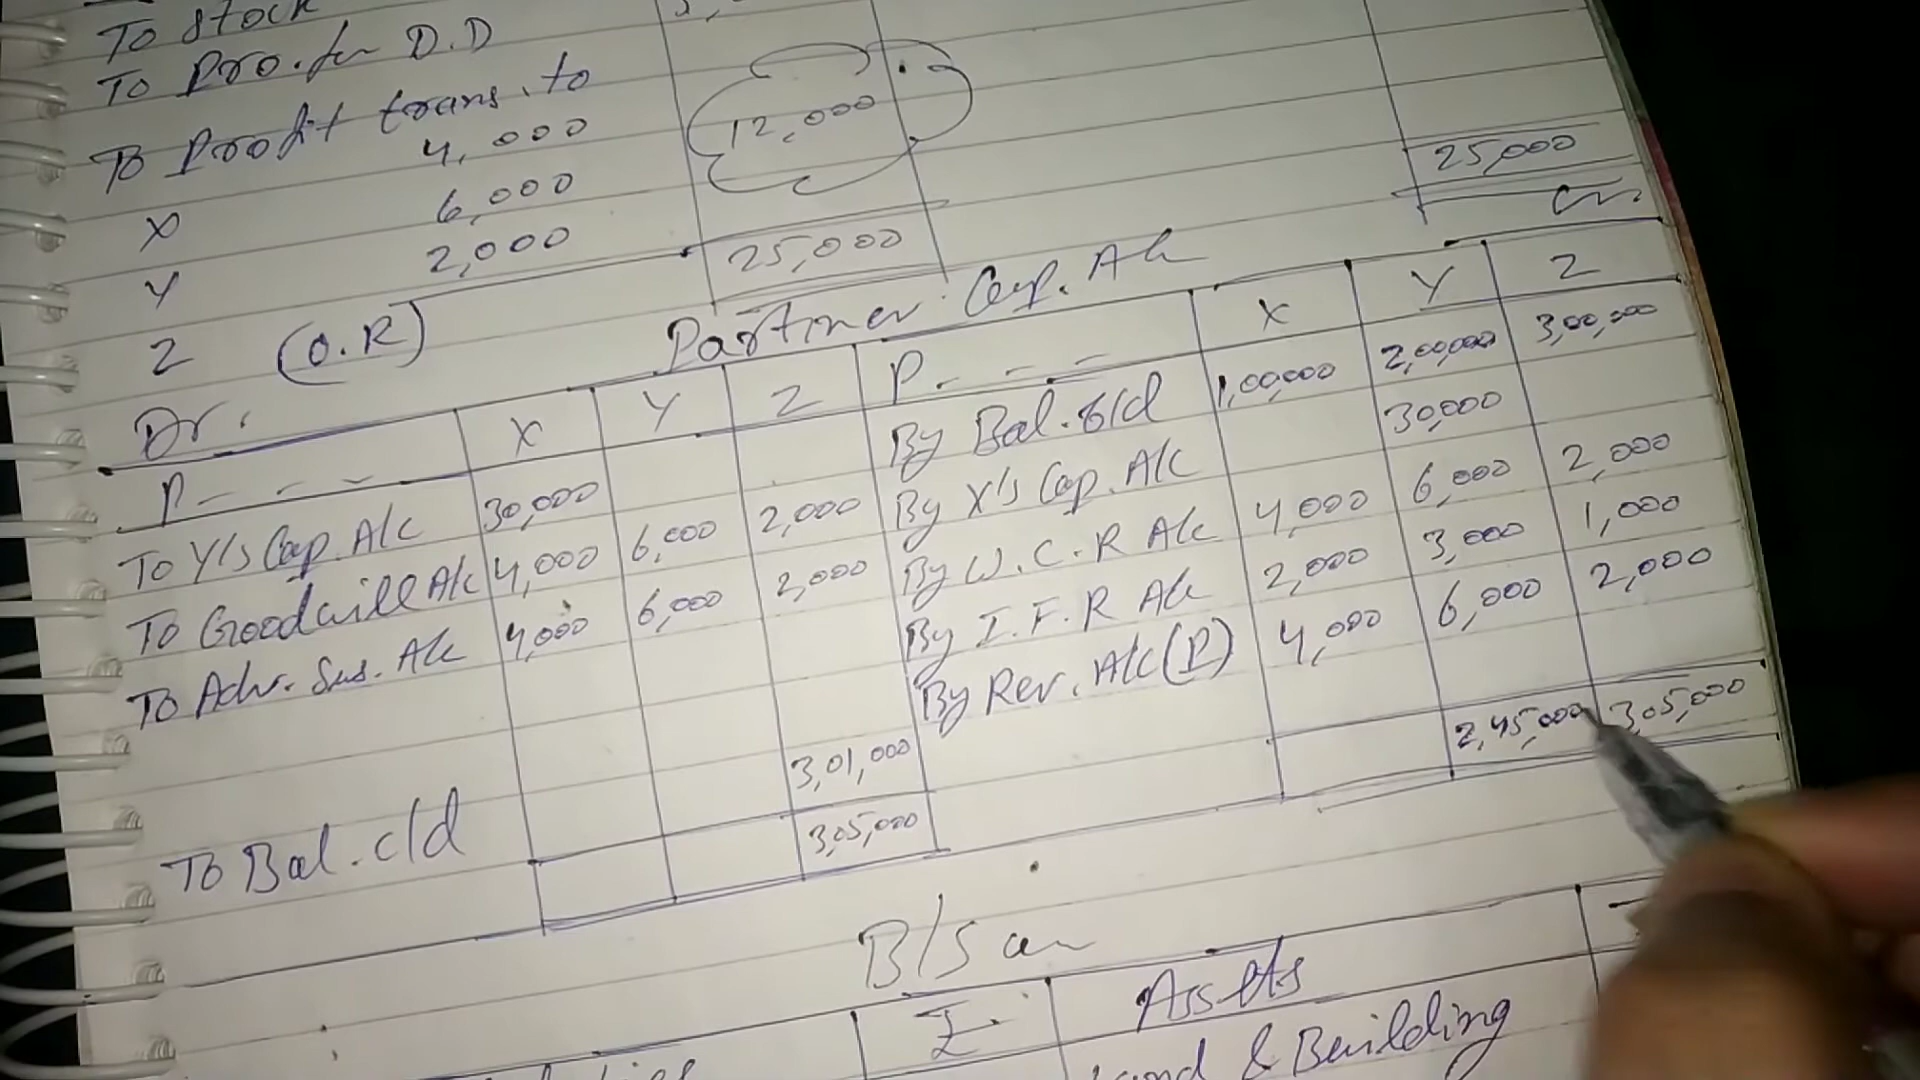 To Stock
To Pro. for D.D
To Profit trans. to 12,000
X 4,000
Y 6,000
Z 2,000
25,000 25,000
(O.R)
Partiner Cap. A/c
Dr. Cr.
P - - - X Y Z P - - - X Y Z
To Y's Cap. A/c 30,000
To Goodwill A/c 4,000 6,000 2,000
To Adv. Sus. A/c 4,000 6,000 2,000
To Bal. c/d 3,01,000
3,05,000
By Bal. b/d 1,00,000 2,00,000 3,00,000
By X's Cap. A/c 30,000
By W.C.R A/c 4,000 6,000 2,000
By I.F.R A/c 2,000 3,000 1,000
By Rev. A/c (P) 4,000 6,000 2,000
2,45,000 3,05,000
B/S
Assets
& Building